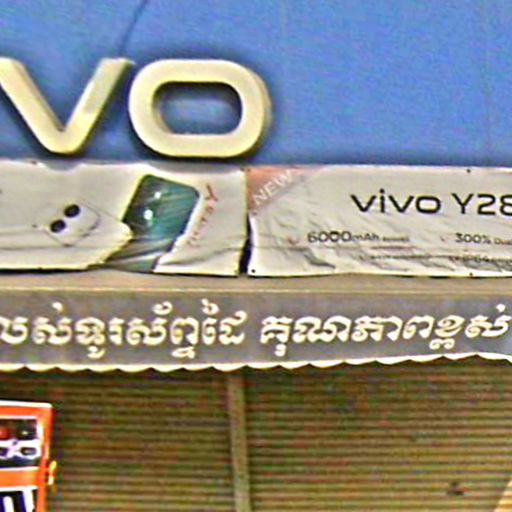 vo
NEW
vivo Y28
6000mAh
300%
លស់ទូរស័ព្ទដៃ គុណភាពខ្ពស់